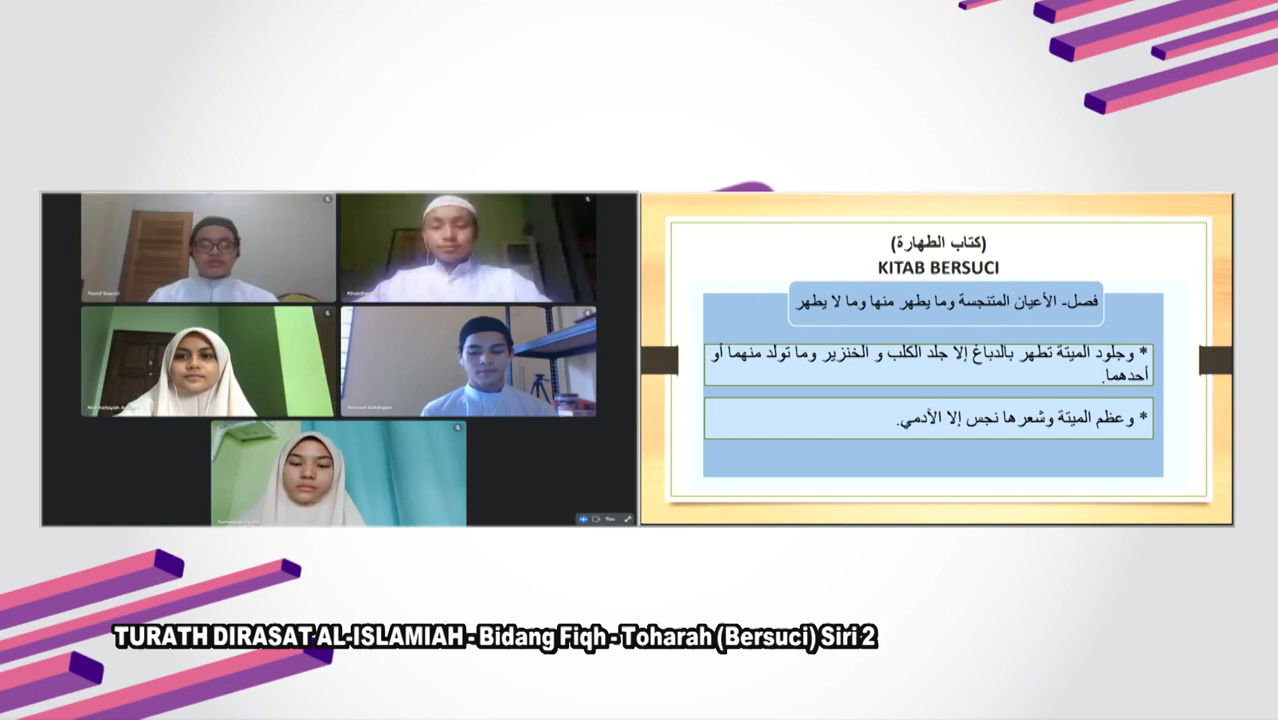 (كتاب الطهارة)
KITAB BERSUCI
فصل- الأعيان المتنجسة وما يطهر منها وما لا يطهر
* وجلود الميتة تطهر بالدباغ إلا جلد الكلب و الخنزير وما تولد منهما أو
أحدهما.
* وعظم الميتة وشعرها نجس إلا الأدمي.
You
TURATH DIRASAT AL-ISLAMIAH - Bidang Fiqh - Toharah (Bersuci) Siri 2